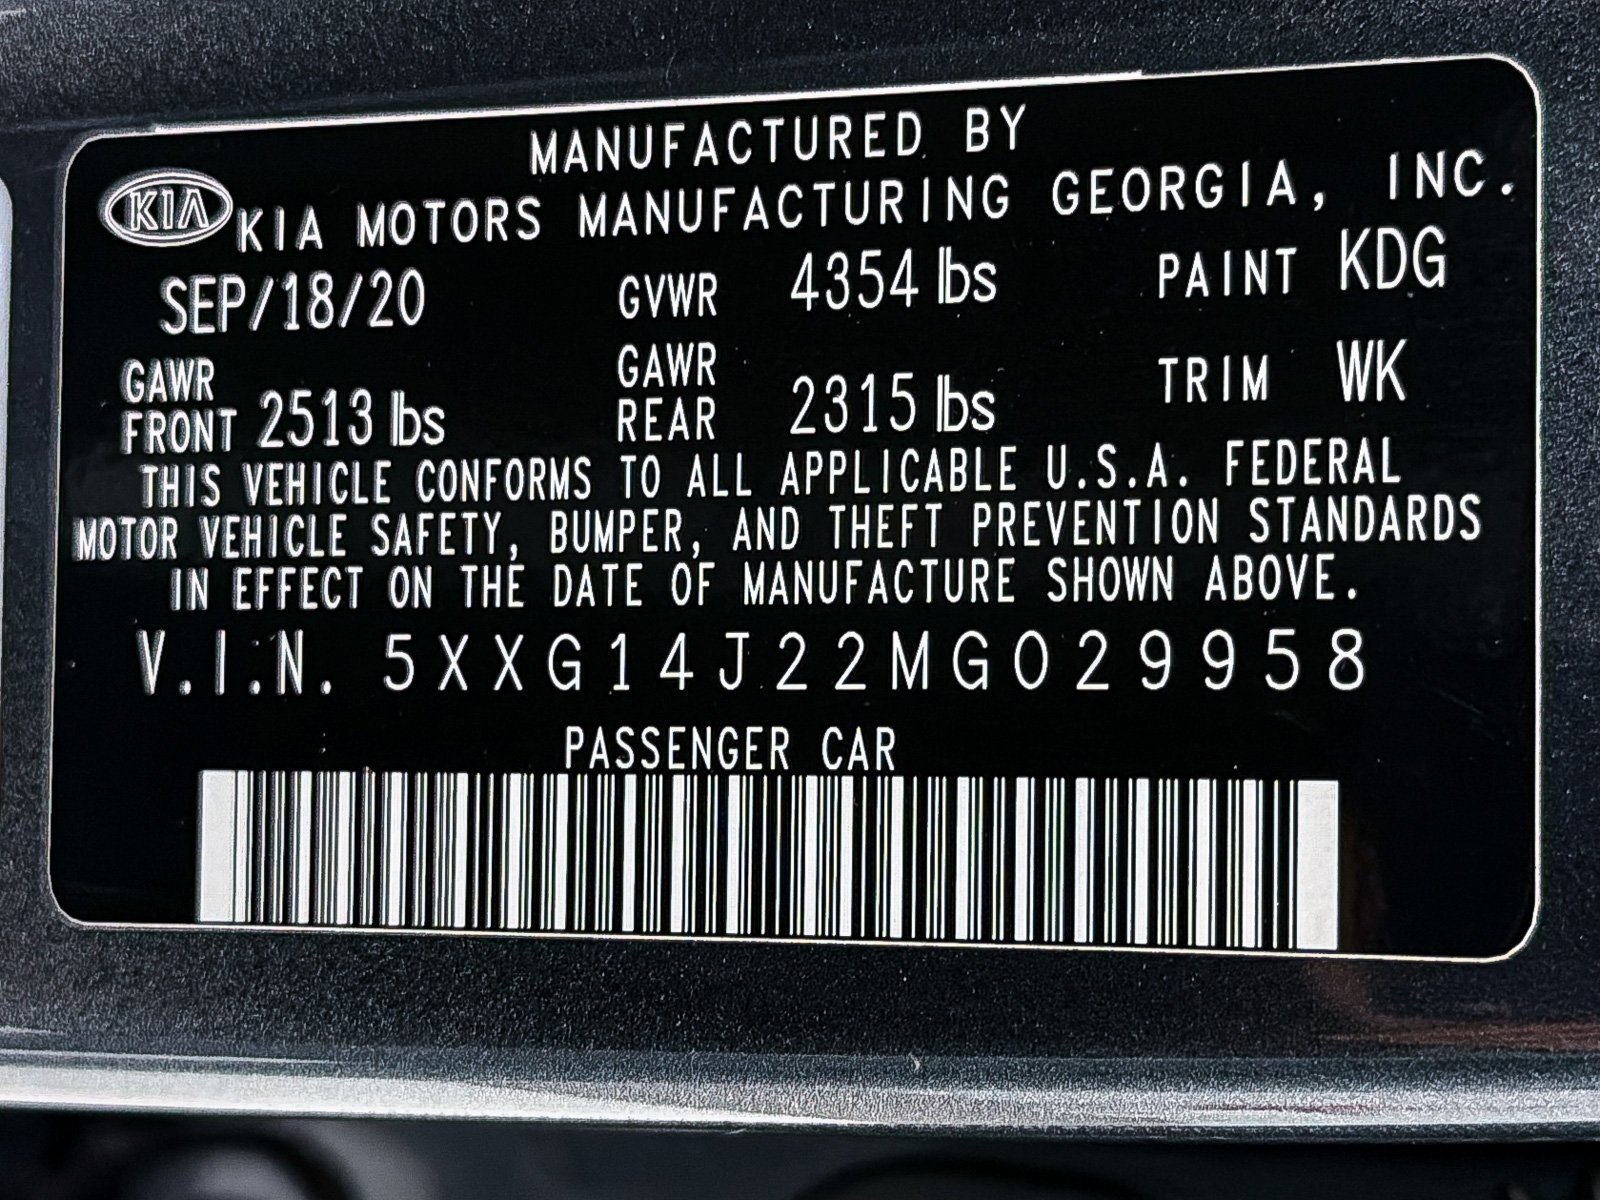 MANUFACTURED BY
KIA KIA MOTORS MANUFACTURING GEORGIA, INC.
SEP/18/20 GVWR 4354 lbs PAINT KDG
GAWR FRONT 2513 lbs GAWR REAR 2315 lbs TRIM WK
THIS VEHICLE CONFORMS TO ALL APPLICABLE U.S.A. FEDERAL
MOTOR VEHICLE SAFETY, BUMPER, AND THEFT PREVENTION STANDARDS
IN EFFECT ON THE DATE OF MANUFACTURE SHOWN ABOVE.
V.I.N. 5XXG14J22MG029958
PASSENGER CAR